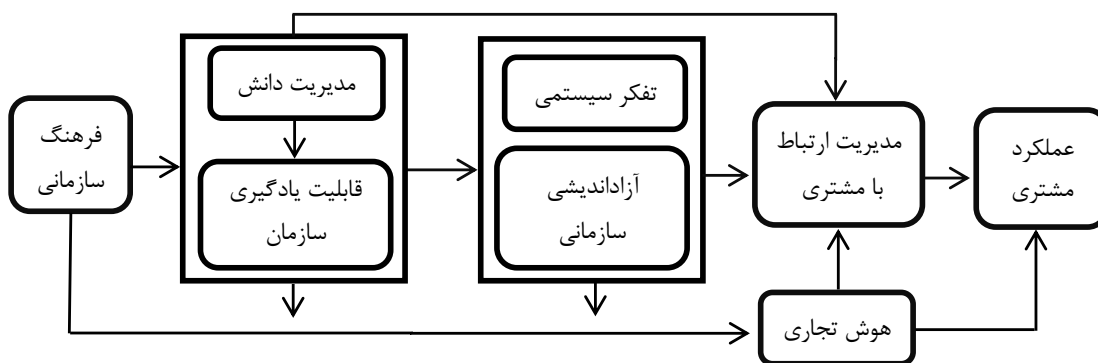 فرهنگ
سازمانی
مدیریت دانش
قابلیت یادگیری
سازمان
تفکر سیستمی
آزاداندیشی
سازمانی
مدیریت ارتباط
با مشتری
عملکرد
مشتری
هوش تجاری